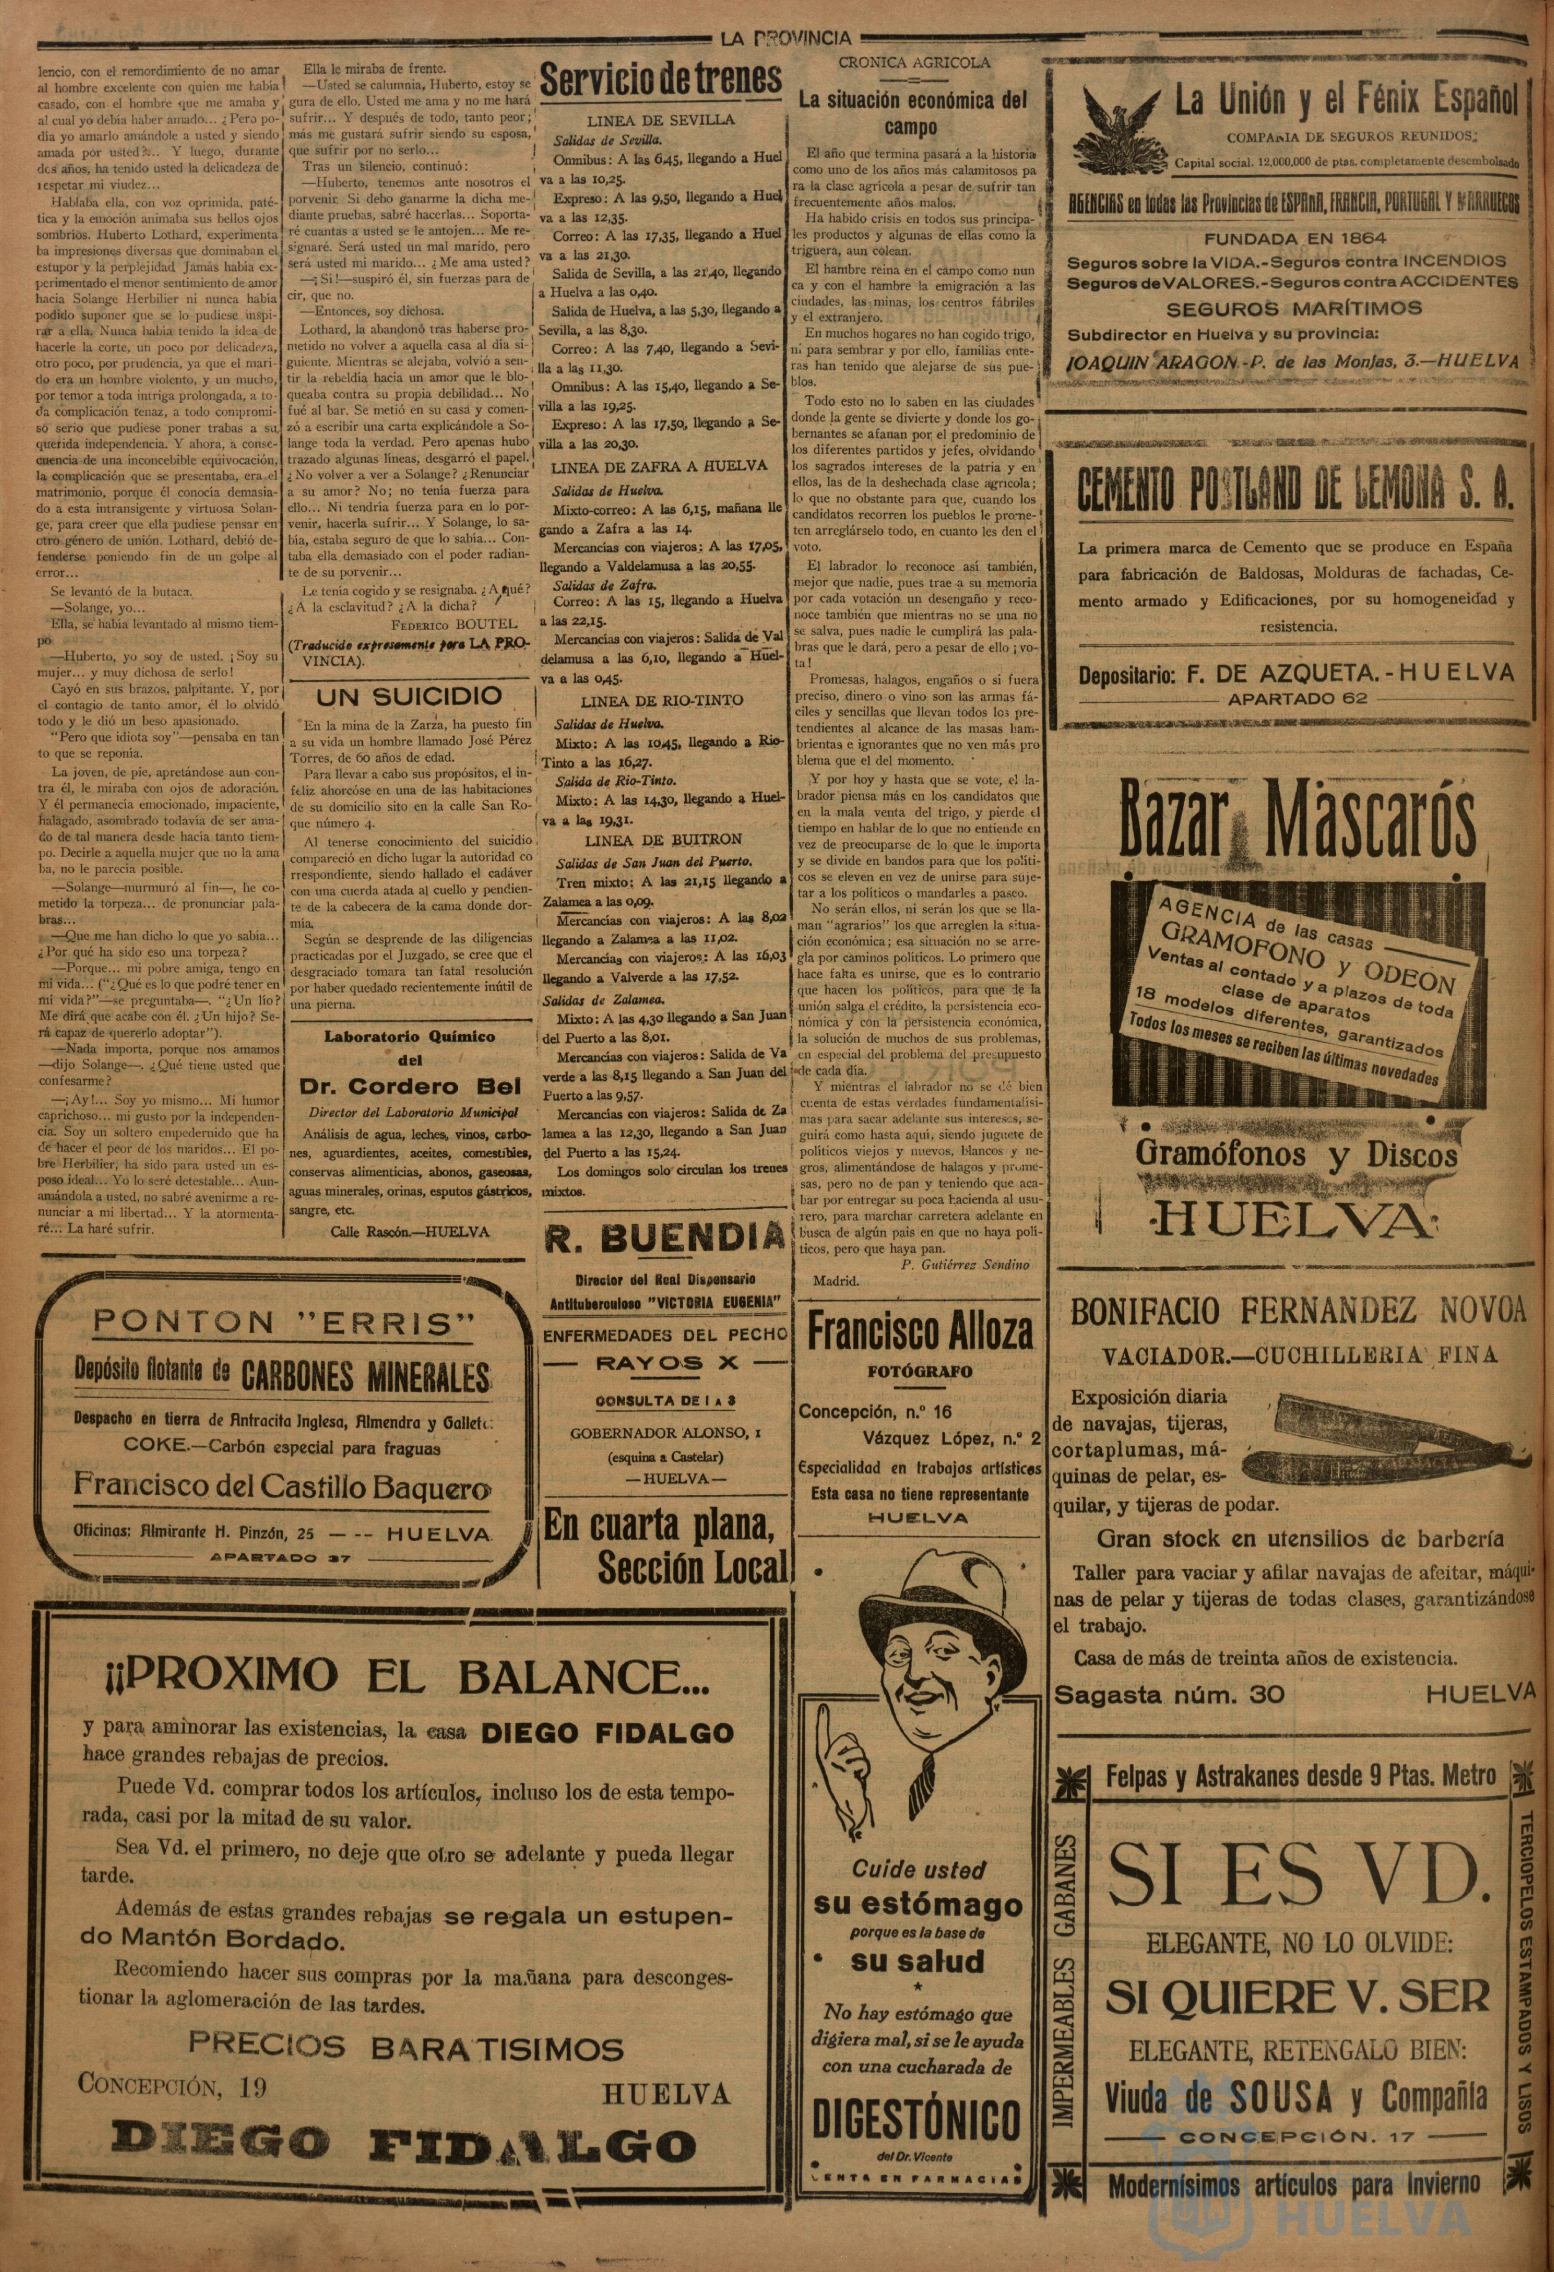 LA PROVINCIA
lencio, con el remordimiento de no amar
al hombre excelente con quien me había
casado, con el hombre que me amaba y
al cual yo debía haber amado... ¿Pero po-
día yo amarlo amándole a usted y siendo
amada por usted?... Y luego, durante
dos años, ha tenido usted la delicadeza de
respetar mi viudez...
Hablaba ella, con voz oprimida, paté-
tica y la emoción animaba sus bellos ojos
sombríos. Huberto Lothard, experimenta
ba impresiones diversas que dominaban el
estupor y la perplejidad Jamás había ex-
perimentado el menor sentimiento de amor
hacia Solange Herbilier ni nunca había
podido suponer que se lo pudiese inspi-
rar a ella. Nunca había tenido la idea de
hacerle la corte, un poco por delicadeza,
otro poco, por prudencia, ya que el mari-
do era un hombre violento, y un mucho,
por temor a toda intriga prolongada, a to-
da complicación tenaz, a todo compromi-
so serio que pudiese poner trabas a su
querida independencia. Y ahora, a conse-
cuencia de una inconcebible equivocación,
la complicación que se presentaba, era el
matrimonio, porque él conocía demasia-
do a esta intransigente y virtuosa Solan-
ge, para creer que ella pudiese pensar en
otro género de unión. Lothard, debió de-
fenderse poniendo fin de un golpe al
error...
Se levantó de la butaca.
—Solange, yo...
Ella, se había levantado al mismo tiem-
po
—Huberto, yo soy de usted. ¡Soy su
mujer... y muy dichosa de serlo!
Cayó en sus brazos, palpitante. Y, por
el contagio de tanto amor, él lo olvidó
todo y le dió un beso apasionado.
"Pero que idiota soy"—pensaba en tan
to que se reponía.
La joven, de pie, apretándose aun con-
tra él, le miraba con ojos de adoración.
Y él permanecía emocionado, impaciente,
halagado, asombrado todavía de ser ama-
do de tal manera desde hacía tanto tiem-
po. Decirle a aquella mujer que no la ama
ba, no le parecía posible.
—Solange—murmuró al fin—, he co-
metido la torpeza... de pronunciar pala-
bras...
—Que me han dicho lo que yo sabía...
¿Por qué ha sido eso una torpeza?
—Porque... mi pobre amiga, tengo en
mi vida... ("¿Qué es lo que podré tener en
mi vida?"—se preguntaba—. "¿Un lío?
Me dirá que acabe con él. ¿Un hijo? Se-
rá capaz de quererlo adoptar").
—Nada importa, porque nos amamos
—dijo Solange—. ¿Qué tiene usted que
confesarme?
—¡Ay!... Soy yo mismo... Mi humor
caprichoso... mi gusto por la independen-
cia. Soy un soltero empedernido que ha
de hacer el peor de los maridos... El po-
bre Herbilier, ha sido para usted un es-
poso ideal... Yo lo seré detestable... Aun-
amándola a usted, no sabré avenirme a re-
nunciar a mi libertad... Y la atormenta-
ré... La haré sufrir.
Ella le miraba de frente.
—Usted se calumnia, Huberto, estoy se
gura de ello. Usted me ama y no me hará
sufrir... Y después de todo, tanto peor;
más me gustará sufrir siendo su esposa,
que sufrir por no serlo...
Tras un silencio, continuó:
—Huberto, tenemos ante nosotros el
porvenir. Si debo ganarme la dicha me-
diante pruebas, sabré hacerlas... Soporta-
ré cuantas a usted se le antojen... Me re-
signaré. Será usted un mal marido, pero
será usted mi marido... ¿Me ama usted?
—¡Sí!—suspiró él, sin fuerzas para de
cir, que no.
—Entonces, soy dichosa.
Lothard, la abandonó tras haberse pro-
metido no volver a aquella casa al día si-
guiente. Mientras se alejaba, volvió a sen-
tir la rebeldía hacia un amor que le blo-
queaba contra su propia debilidad... No
fué al bar. Se metió en su casa y comen-
zó a escribir una carta explicándole a So-
lange toda la verdad. Pero apenas hubo
trazado algunas líneas, desgarró el papel.
¿No volver a ver a Solange? ¿Renunciar
a su amor? No; no tenía fuerza para
ello... Ni tendría fuerza para en lo por-
venir, hacerla sufrir... Y Solange, lo sa-
bía, estaba seguro de que lo sabía... Con-
taba ella demasiado con el poder radian-
te de su porvenir...
Le tenía cogido y se resignaba. ¿A qué?
¿A la esclavitud? ¿A la dicha?
FEDERICO BOUTEL
(Traducido expresamente para LA PRO-
VINCIA).
UN SUICIDIO
En la mina de la Zarza, ha puesto fin
a su vida un hombre llamado José Pérez
Torres, de 60 años de edad.
Para llevar a cabo sus propósitos, el in-
feliz ahorcóse en una de las habitaciones
de su domicilio sito en la calle San Ro-
que número 4.
Al tenerse conocimiento del suicidio
compareció en dicho lugar la autoridad co
rrespondiente, siendo hallado el cadáver
con una cuerda atada al cuello y pendien-
te de la cabecera de la cama donde dor-
mía.
Según se desprende de las diligencias
practicadas por el Juzgado, se cree que el
desgraciado tomara tan fatal resolución
por haber quedado recientemente inútil de
una pierna.
Laboratorio Químico
del
Dr. Cordero Bel
Director del Laboratorio Municipal
Análisis de agua, leches, vinos, carbo-
nes, aguardientes, aceites, comestibles,
conservas alimenticias, abonos, gaseosas,
aguas minerales, orinas, esputos gástricos,
sangre, etc.
Calle Rascón.—HUELVA
PONTON "ERRIS"
Depósito flotante de CARBONES MINERALES
Despacho en tierra de Antracita Inglesa, Almendra y Galleta:
COKE.—Carbón especial para fraguas
Francisco del Castillo Baquero
Oficinas: Almirante H. Pinzón, 25 — -- HUELVA
APARTADO 37
Servicio de trenes
LINEA DE SEVILLA
Salidas de Sevilla.
Omnibus: A las 6,45, llegando a Huel
va a las 10,25.
Expreso: A las 9,50, llegando a Huel
va a las 12,35.
Correo: A las 17,35, llegando a Huel
va a las 21,30.
Salida de Sevilla, a las 21,40, llegando
a Huelva a las 0,40.
Salida de Huelva, a las 5,30, llegando a
Sevilla, a las 8,30.
Correo: A las 7,40, llegando a Sevi-
lla a las 11,30.
Omnibus: A las 15,40, llegando a Se-
villa a las 19,25.
Expreso: A las 17,50, llegando a Se-
villa a las 20,30.
LINEA DE ZAFRA A HUELVA
Salidas de Huelva.
Mixto-correo: A las 6,15, mañana lle
gando a Zafra a las 14.
Mercancías con viajeros: A las 17,05,
llegando a Valdelamusa a las 20,55.
Salidas de Zafra.
Correo: A las 15, llegando a Huelva
a las 22,15.
Mercancías con viajeros: Salida de Val
delamusa a las 6,10, llegando a Huel-
va a las 0,45.
LINEA DE RIO-TINTO
Salidas de Huelva.
Mixto: A las 10,45, llegando a Rio-
Tinto a las 16,27.
Salida de Rio-Tinto.
Mixto: A las 14,30, llegando a Huel-
va a las 19,31.
LINEA DE BUITRON
Salidas de San Juan del Puerto.
Tren mixto: A las 21,15 llegando a
Zalamea a las 0,09.
Mercancías con viajeros: A las 8,02
llegando a Zalamea a las 11,02.
Mercancías con viajeros: A las 16,03
llegando a Valverde a las 17,52.
Salidas de Zalamea.
Mixto: A las 4,30 llegando a San Juan
del Puerto a las 8,01.
Mercancías con viajeros: Salida de Va
verde a las 8,15 llegando a San Juan del
Puerto a las 9,57.
Mercancías con viajeros: Salida de Za
lamea a las 12,30, llegando a San Juan
del Puerto a las 15,24.
Los domingos solo circulan los trenes
mixtos.
R. BUENDIA
Director del Real Dispensario
Antituberculoso "VICTORIA EUGENIA"
ENFERMEDADES DEL PECHO
— RAYOS X —
CONSULTA DE 1 A 3
GOBERNADOR ALONSO, 1
(esquina a Castelar)
—HUELVA—
En cuarta plana,
Sección Local
CRONICA AGRICOLA
La situación económica del
campo
El año que termina pasará a la historia
como uno de los años más calamitosos pa
ra la clase agrícola a pesar de sufrir tan
frecuentemente años malos.
Ha habido crisis en todos sus principa-
les productos y algunas de ellas como la
triguera, aun colean.
El hambre reina en el campo como nun
ca y con el hambre la emigración a las
ciudades, las minas, los centros fábriles
y el extranjero.
En muchos hogares no han cogido trigo,
ni para sembrar y por ello, familias ente-
ras han tenido que alejarse de sus pue-
blos.
Todo esto no lo saben en las ciudades
donde la gente se divierte y donde los go-
bernantes se afanan por el predominio de
los diferentes partidos y jefes, olvidando
los sagrados intereses de la patria y en
ellos, las de la deshechada clase agrícola;
lo que no obstante para que, cuando los
candidatos recorren los pueblos le prome-
ten arreglárselo todo, en cuanto les den el
voto.
El labrador lo reconoce así también,
mejor que nadie, pues trae a su memoria
por cada votación un desengaño y reco-
noce también que mientras no se una no
se salva, pues nadie le cumplirá las pala-
bras que le dará, pero a pesar de ello ¡vo-
ta!
Promesas, halagos, engaños o si fuera
preciso, dinero o vino son las armas fá-
ciles y sencillas que llevan todos los pre-
tendientes al alcance de las masas ham-
brientas e ignorantes que no ven más pro
blema que el del momento.
Y por hoy y hasta que se vote, el la-
brador piensa más en los candidatos que
en la mala venta del trigo, y pierde el
tiempo en hablar de lo que no entiende en
vez de preocuparse de lo que le importa
y se divide en bandos para que los políti-
cos se eleven en vez de unirse para suje-
tar a los políticos o mandarles a paseo.
No serán ellos, ni serán los que se lla-
man "agrarios" los que arreglen la situa-
ción económica; esa situación no se arre-
gla por caminos políticos. Lo primero que
hace falta es unirse, que es lo contrario
que hacen los políticos, para que de la
unión salga el crédito, la persistencia eco-
nómica y con la persistencia económica,
la solución de muchos de sus problemas,
en especial del problema del presupuesto
de cada día.
Y mientras el labrador no se dé bien
cuenta de estas verdades fundamentalísi-
mas para sacar adelante sus intereses, se-
guirá como hasta aquí, siendo juguete de
políticos viejos y nuevos, blancos y ne-
gros, alimentándose de halagos y prome-
sas, pero no de pan y teniendo que aca-
bar por entregar su poca hacienda al usu-
rero, para marchar carretera adelante en
busca de algún país en que no haya polí-
ticos, pero que haya pan.
P. Gutiérrez Sendino
Madrid.
Francisco Alloza
FOTÓGRAFO
Concepción, n.º 16
Vázquez López, n.º 2
Especialidad en trabajos artísticos
Esta casa no tiene representante
HUELVA
Cuide usted
su estómago
porque es la base de
su salud
*
No hay estómago que
digiera mal, si se le ayuda
con una cucharada de
DIGESTÓNICO
del Dr. Vicente
VENTA EN FARMACIAS
¡¡PROXIMO EL BALANCE...
y para aminorar las existencias, la casa DIEGO FIDALGO
hace grandes rebajas de precios.
Puede Vd. comprar todos los artículos, incluso los de esta tempo-
rada, casi por la mitad de su valor.
Sea Vd. el primero, no deje que otro se adelante y pueda llegar
tarde.
Además de estas grandes rebajas se regala un estupen-
do Mantón Bordado.
Recomiendo hacer sus compras por la mañana para desconges-
tionar la aglomeración de las tardes.
PRECIOS BARATISIMOS
CONCEPCIÓN, 19 HUELVA
DIEGO FIDALGO
La Unión y el Fénix Español
COMPAÑIA DE SEGUROS REUNIDOS;
Capital social. 12,000,000 de ptas. completamente desembolsado
AGENCIAS en todas las Provincias de ESPAÑA, FRANCIA, PORTUGAL Y MARRUECOS
FUNDADA EN 1864
Seguros sobre la VIDA.-Seguros contra INCENDIOS
Seguros de VALORES.-Seguros contra ACCIDENTES
SEGUROS MARÍTIMOS
Subdirector en Huelva y su provincia:
JOAQUIN ARAGON.-P. de las Monjas, 3.—HUELVA
CEMENTO PORTLAND DE LEMONA S. A.
La primera marca de Cemento que se produce en España
para fabricación de Baldosas, Molduras de fachadas, Ce-
mento armado y Edificaciones, por su homogeneidad y
resistencia.
Depositario: F. DE AZQUETA.-HUELVA
APARTADO 62
Bazar Mascarós
AGENCIA de las casas
GRAMOFONO y ODEÓN
Ventas al contado y a plazos de toda
clase de aparatos
18 modelos diferentes, garantizados
Todos los meses se reciben las últimas novedades
Gramófonos y Discos
HUELVA
BONIFACIO FERNANDEZ NOVOA
VACIADOR.—CUCHILLERIA FINA
Exposición diaria
de navajas, tijeras,
cortaplumas, má-
quinas de pelar, es-
quilar, y tijeras de podar.
Gran stock en utensilios de barbería
Taller para vaciar y afilar navajas de afeitar, máqui-
nas de pelar y tijeras de todas clases, garantizándose
el trabajo.
Casa de más de treinta años de existencia.
Sagasta núm. 30 HUELVA
Felpas y Astrakanes desde 9 Ptas. Metro
IMPERMEABLES GABANES
SI ES VD.
ELEGANTE, NO LO OLVIDE:
SI QUIERE V. SER
ELEGANTE, RETENGALO BIEN:
Viuda de SOUSA y Compañía
CONCEPCIÓN, 17
TERCIOPELOS ESTAMPADOS Y LISOS
Modernísimos artículos para Invierno
HUELVA